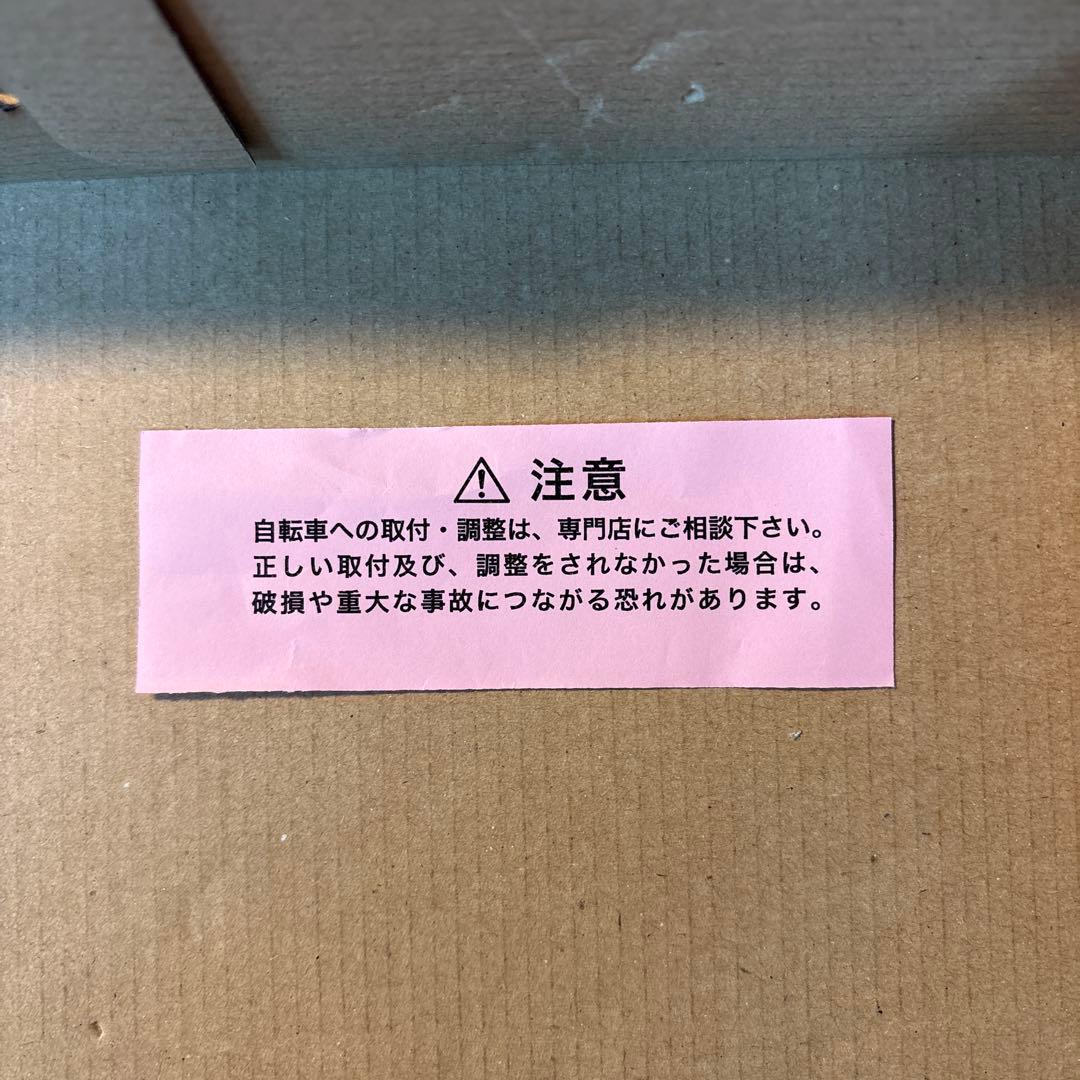 ⚠ 注意
自転車への取付・調整は、専門店にご相談下さい。
正しい取付及び、調整をされなかった場合は、
破損や重大な事故につながる恐れがあります。